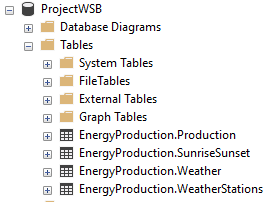 ProjectWSB
Database Diagrams
Tables
System Tables
FileTables
External Tables
Graph Tables
EnergyProduction.Production
EnergyProduction.SunriseSunset
EnergyProduction.Weather
EnergyProduction.WeatherStations